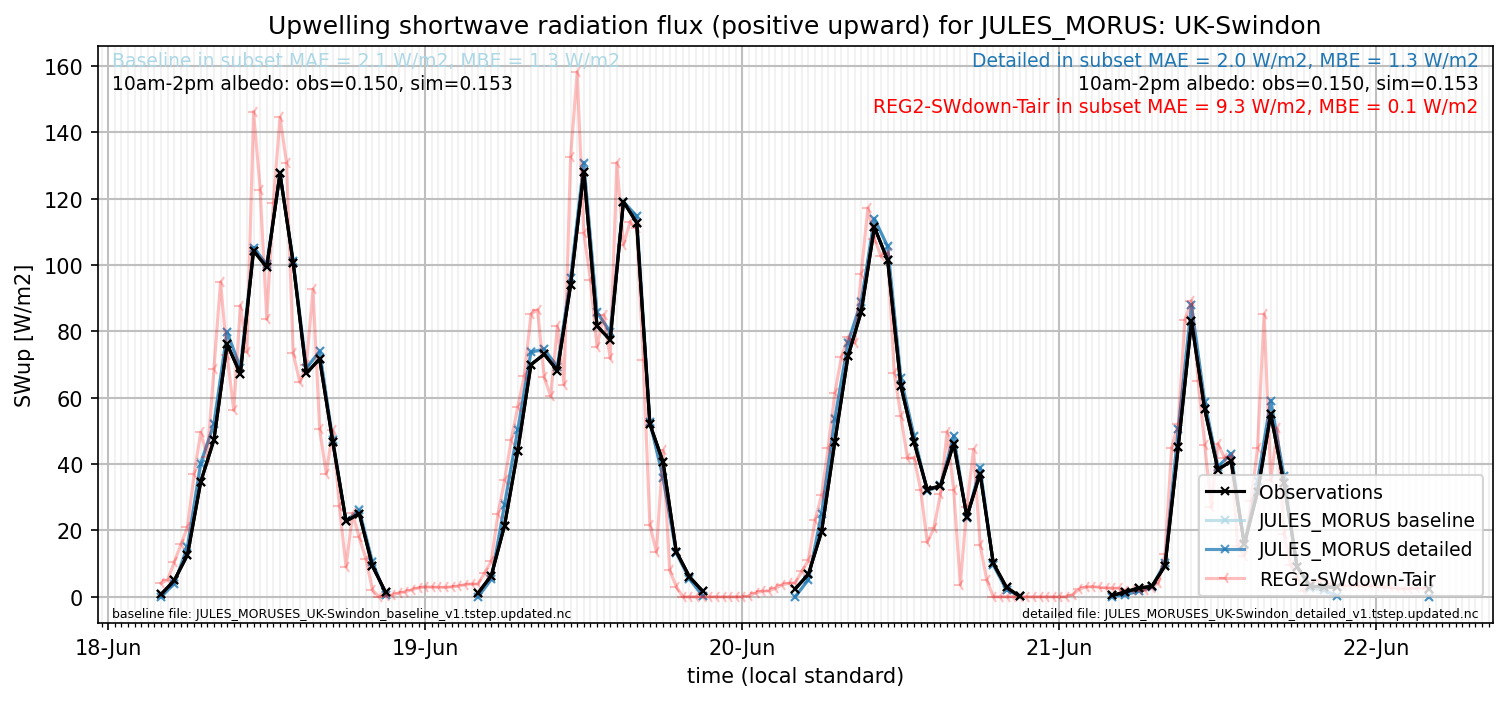 Upwelling shortwave radiation flux (positive upward) for JULES_MORUS: UK-Swindon
Baseline in subset MAE = 2.1 W/m2, MBE = 1.3 W/m2
Detailed in subset MAE = 2.0 W/m2, MBE = 1.3 W/m2
10am-2pm albedo: obs=0.150, sim=0.153
10am-2pm albedo: obs=0.150, sim=0.153
REG2-SWdown-Tair in subset MAE = 9.3 W/m2, MBE = 0.1 W/m2
SWup [W/m2]
160
140
120
100
80
60
40
20
0
Observations
JULES_MORUS baseline
JULES_MORUS detailed
REG2-SWdown-Tair
baseline file: JULES_MORUSES_UK-Swindon_baseline_v1.tstep.updated.nc
detailed file: JULES_MORUSES_UK-Swindon_detailed_v1.tstep.updated.nc
18-Jun
19-Jun
20-Jun
21-Jun
22-Jun
time (local standard)